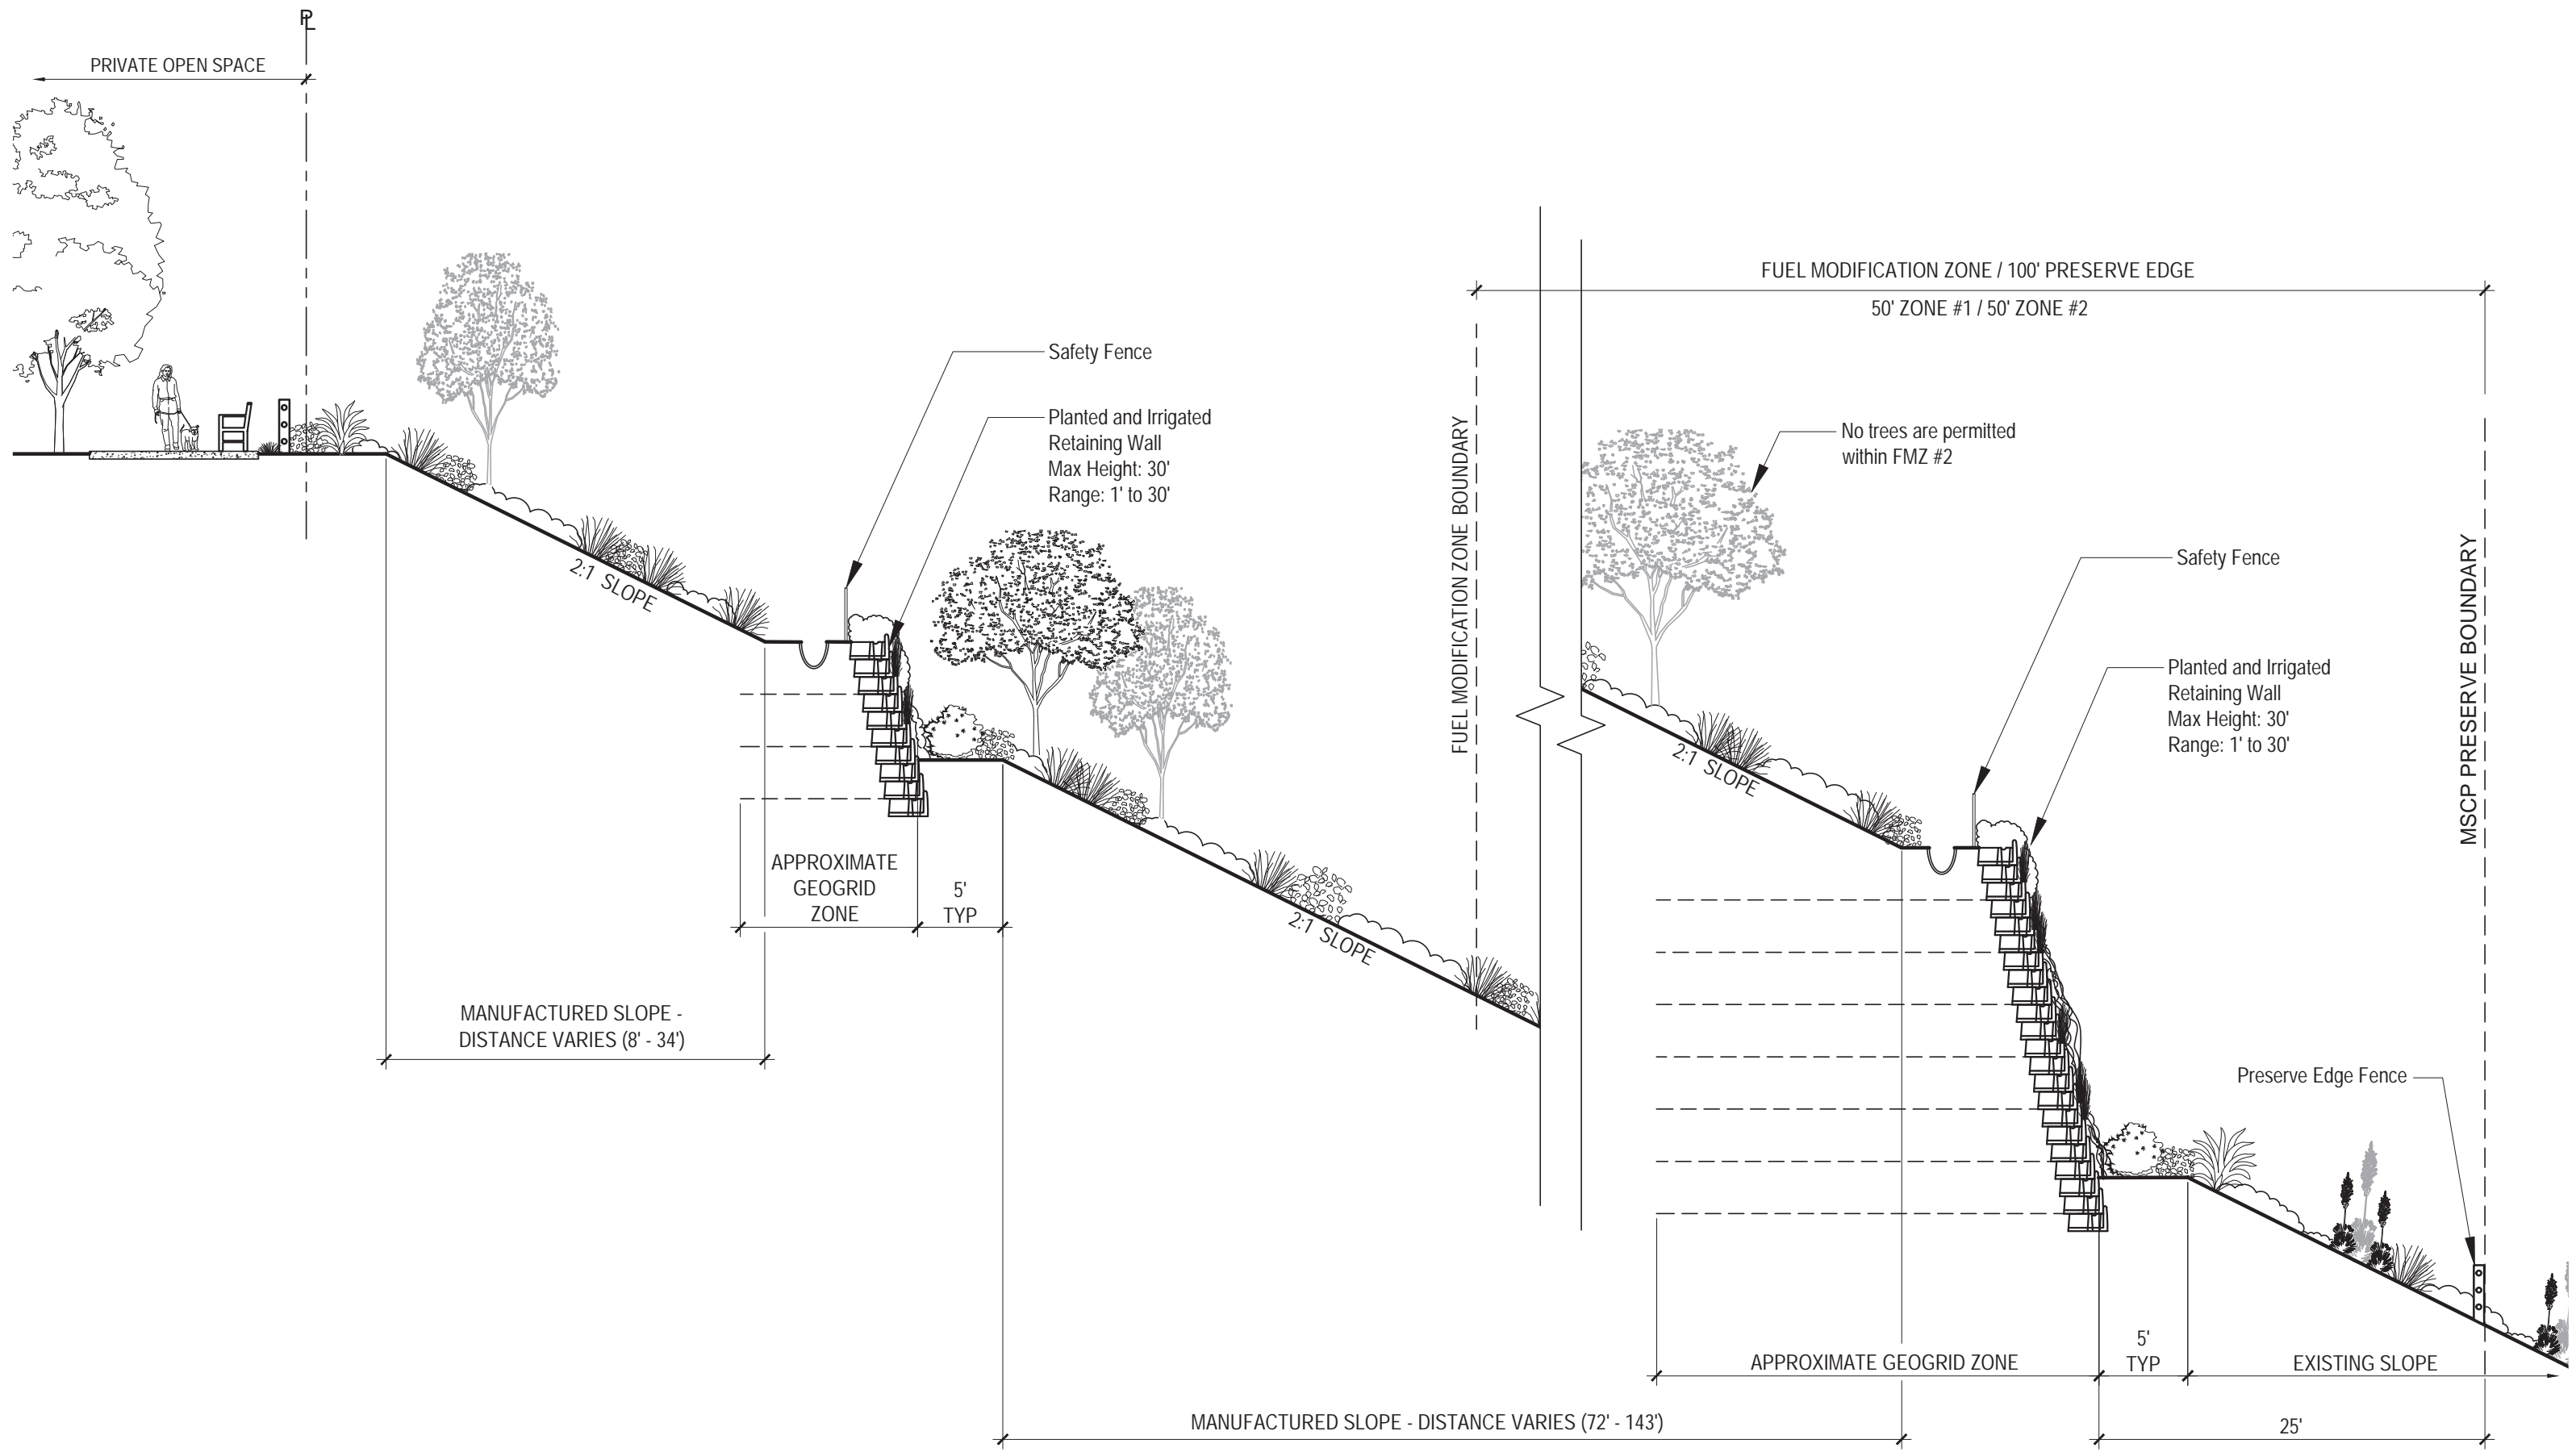 PL
PRIVATE OPEN SPACE
FUEL MODIFICATION ZONE / 100' PRESERVE EDGE
50' ZONE #1 / 50' ZONE #2
Safety Fence
Planted and Irrigated
Retaining Wall
Max Height: 30'
Range: 1' to 30'
2:1 SLOPE
FUEL MODIFICATION ZONE BOUNDARY
No trees are permitted
within FMZ #2
Safety Fence
MSCP PRESERVE BOUNDARY
Planted and Irrigated
Retaining Wall
Max Height: 30'
Range: 1' to 30'
2:1 SLOPE
APPROXIMATE
GEOGRID
ZONE
5'
TYP
2:1 SLOPE
MANUFACTURED SLOPE -
DISTANCE VARIES (8' - 34')
Preserve Edge Fence
APPROXIMATE GEOGRID ZONE
5'
TYP
EXISTING SLOPE
MANUFACTURED SLOPE - DISTANCE VARIES (72' - 143')
25'